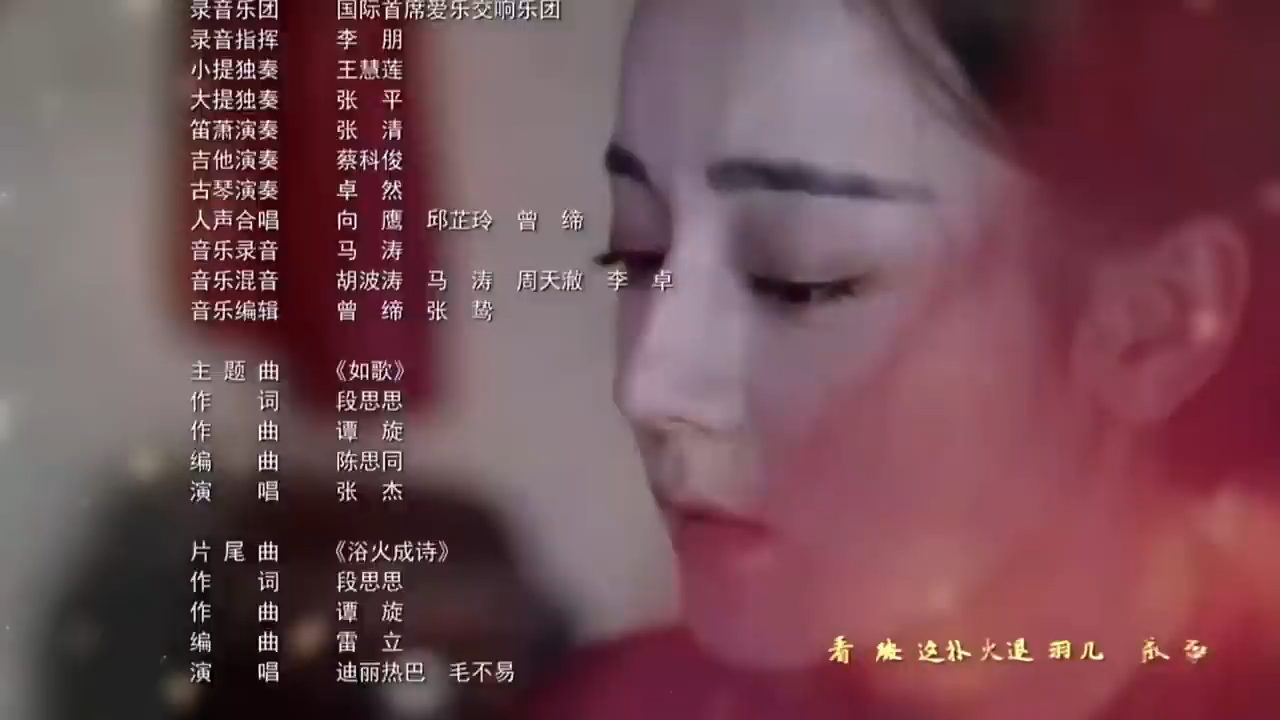 录音乐团 国际首席爱乐交响乐团
录音指挥 李 朋
小提独奏 王慧莲
大提独奏 张 平
笛萧演奏 张 清
吉他演奏 蔡科俊
古琴演奏 卓 然
人声合唱 向 鹰 邱芷玲 曾 缔
音乐录音 马 涛
音乐混音 胡波涛 马 涛 周天澈 李 卓
音乐编辑 曾 缔 张 鸷
主 题 曲 《如歌》
作 词 段思思
作 曲 谭 旋
编 曲 陈思同
演 唱 张 杰
片 尾 曲 《浴火成诗》
作 词 段思思
作 曲 谭 旋
编 曲 雷 立
演 唱 迪丽热巴 毛不易
看 这 火